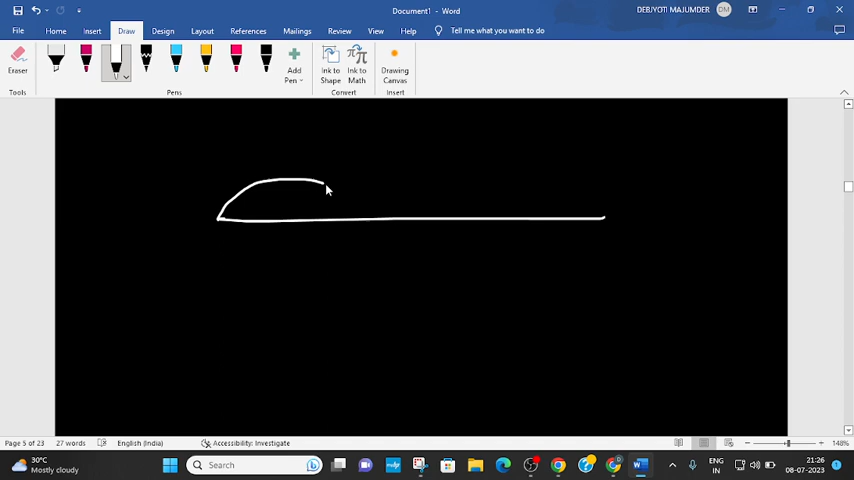 Document1 - Word
DEBJYOTI MAJUMDER DM
File Home Insert Draw Design Layout References Mailings Review View Help Tell me what you want to do
Eraser
Add Pen
Ink to Shape
Ink to Math
Drawing Canvas
Tools Pens Convert Insert
Page 5 of 23 27 words English (India) Accessibility: Investigate 148%
30°C
Mostly cloudy
Search
ENG
IN
21:26
08-07-2023